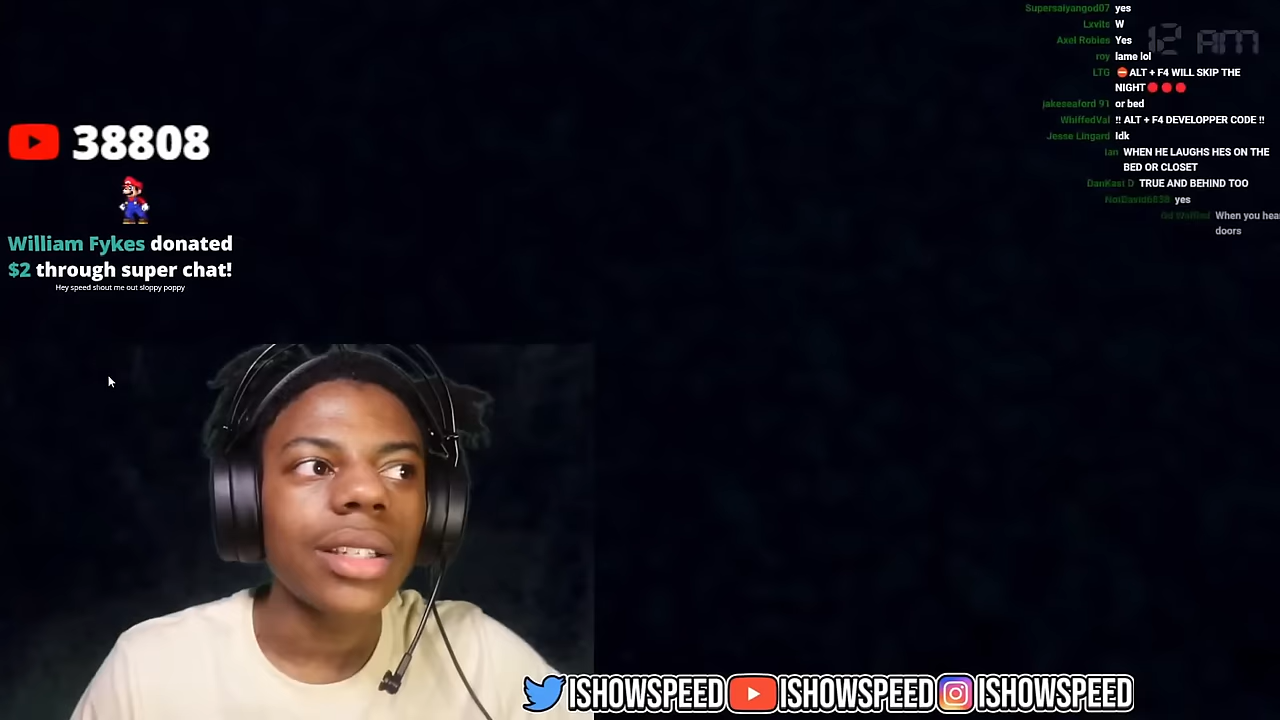 38808
William Fykes donated
$2 through super chat!
Hey speed shout me out sloppy poppy
12 AM
Supersaiyangod07 yes
Lxvits W
Axel Robles Yes
roy lame lol
LTG ⛔ALT + F4 WILL SKIP THE
NIGHT🔴🔴🔴
jakeseaford 91 or bed
WhiffedVal ‼ ALT + F4 DEVELOPPER CODE ‼
Jesse Lingard Idk
Ian WHEN HE LAUGHS HES ON THE
BED OR CLOSET
DanKast D TRUE AND BEHIND TOO
yes
When you hea
doors
ISHOWSPEED ISHOWSPEED ISHOWSPEED